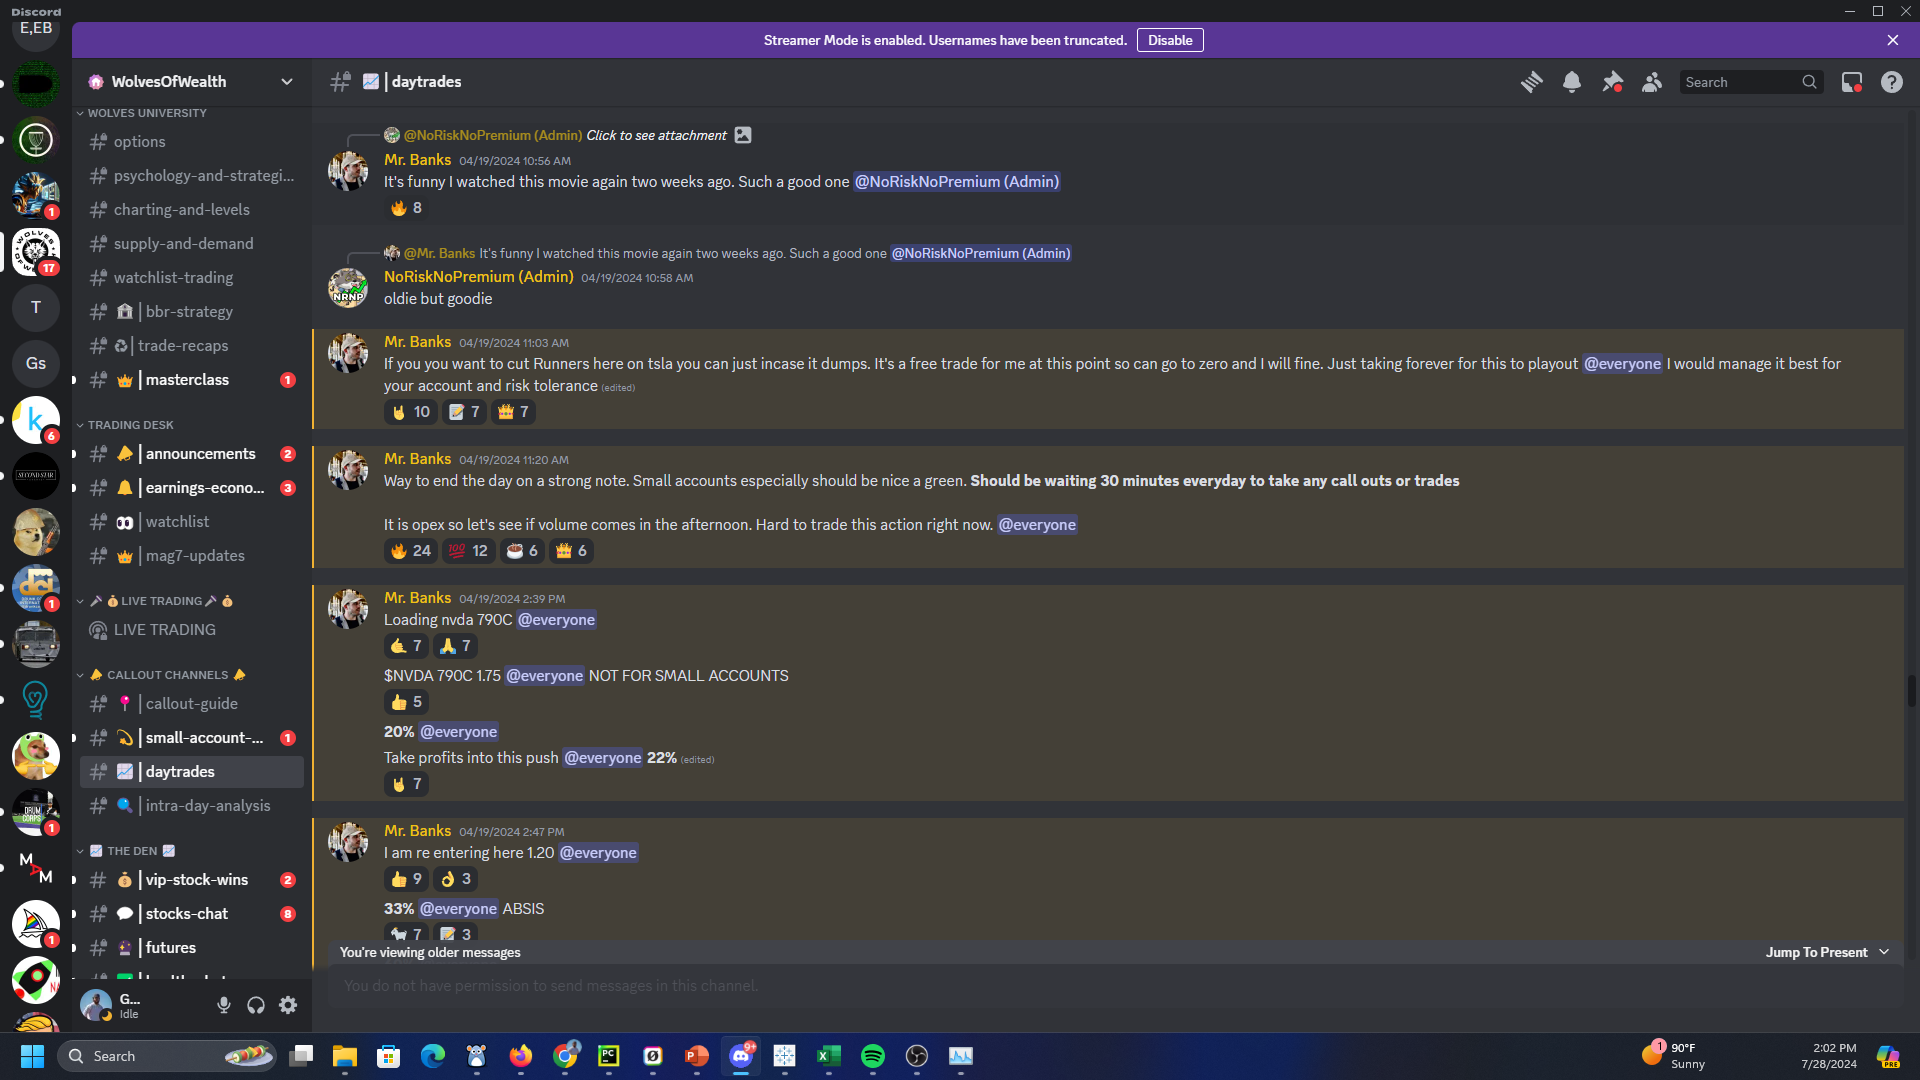 Discord
Streamer Mode is enabled. Usernames have been truncated. Disable
E,EB
WOLVES OF W
1
17
T
Gs
k
6
SECOND STAR
dci
1
DRUM CORPS
1
M A M
1
WolvesOfWealth
WOLVES UNIVERSITY
options
psychology-and-strategi...
charting-and-levels
supply-and-demand
watchlist-trading
| bbr-strategy
| trade-recaps
| masterclass 1
TRADING DESK
| announcements 2
| earnings-econo... 3
| watchlist
| mag7-updates
LIVE TRADING
LIVE TRADING
CALLOUT CHANNELS
| callout-guide
| small-account-... 1
| daytrades
| intra-day-analysis
THE DEN
| vip-stock-wins 2
| stocks-chat 8
| futures
G...
Idle
| daytrades
Search
@NoRiskNoPremium (Admin) Click to see attachment
Mr. Banks 04/19/2024 10:56 AM
It's funny I watched this movie again two weeks ago. Such a good one @NoRiskNoPremium (Admin)
🔥 8
@Mr. Banks It's funny I watched this movie again two weeks ago. Such a good one @NoRiskNoPremium (Admin)
NRNP
NoRiskNoPremium (Admin) 04/19/2024 10:58 AM
oldie but goodie
Mr. Banks 04/19/2024 11:03 AM
If you you want to cut Runners here on tsla you can just incase it dumps. It's a free trade for me at this point so can go to zero and I will fine. Just taking forever for this to playout @everyone I would manage it best for
your account and risk tolerance (edited)
🤘 10 📝 7 👑 7
Mr. Banks 04/19/2024 11:20 AM
Way to end the day on a strong note. Small accounts especially should be nice a green. Should be waiting 30 minutes everyday to take any call outs or trades
It is opex so let's see if volume comes in the afternoon. Hard to trade this action right now. @everyone
🔥 24 💯 12 ☕ 6 👑 6
Mr. Banks 04/19/2024 2:39 PM
Loading nvda 790C @everyone
🤙 7 🙏 7
$NVDA 790C 1.75 @everyone NOT FOR SMALL ACCOUNTS
👍 5
20% @everyone
Take profits into this push @everyone 22% (edited)
🤘 7
Mr. Banks 04/19/2024 2:47 PM
I am re entering here 1.20 @everyone
👍 9 👌 3
33% @everyone ABSIS
🐐 7 📝 3
You're viewing older messages Jump To Present
You do not have permission to send messages in this channel.
Search
PC
9+
1
90°F
Sunny
2:02 PM
7/28/2024
PRE